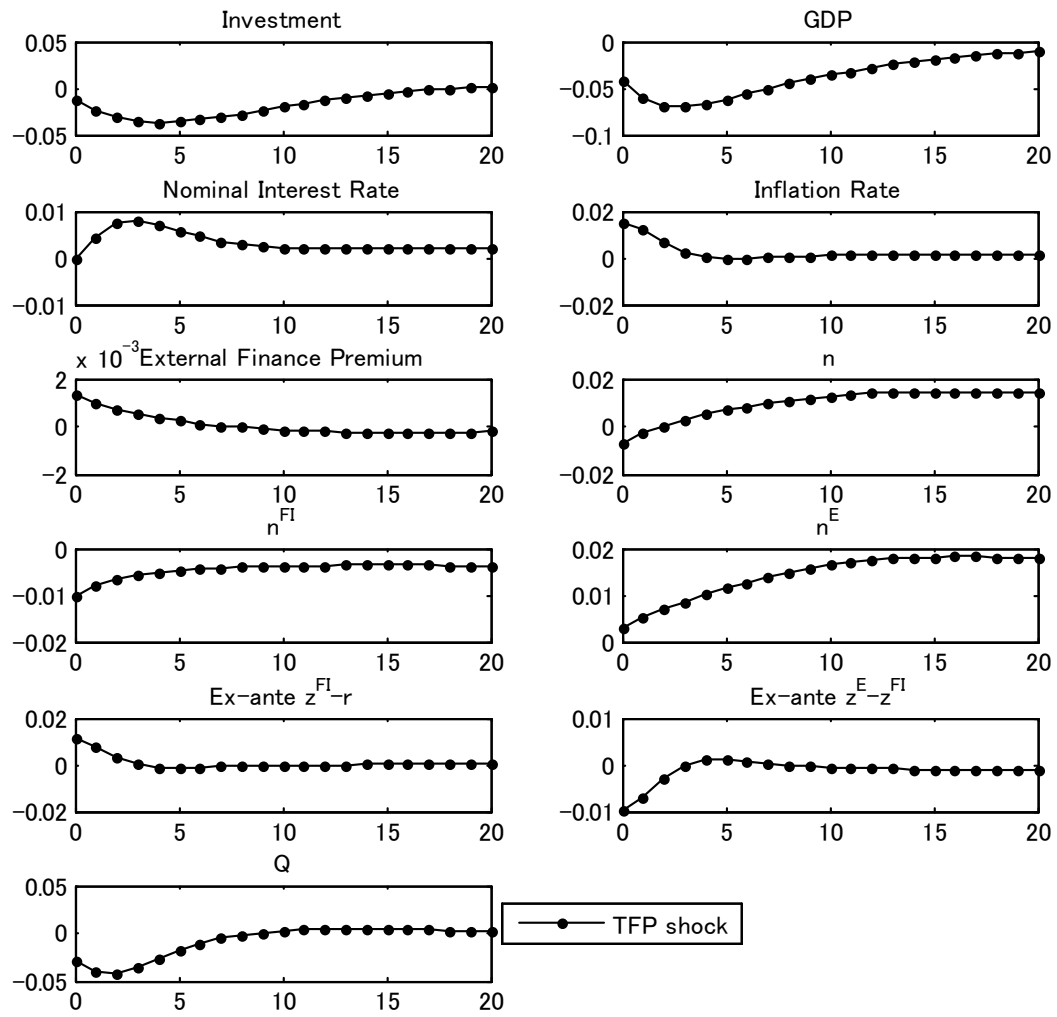 Investment
0.05
0
−0.05
0 5 10 15 20
GDP
0
−0.05
−0.1
0 5 10 15 20
Nominal Interest Rate
0.01
0
−0.01
0 5 10 15 20
Inflation Rate
0.02
0
−0.02
0 5 10 15 20
x 10^−3 External Finance Premium
2
0
−2
0 5 10 15 20
n
0.02
0
−0.02
0 5 10 15 20
n^FI
0
−0.01
−0.02
0 5 10 15 20
n^E
0.02
0.01
0
0 5 10 15 20
Ex−ante z^FI−r
0.02
0
−0.02
0 5 10 15 20
Ex−ante z^E−z^FI
0.01
0
−0.01
0 5 10 15 20
Q
0.05
0
−0.05
0 5 10 15 20
TFP shock